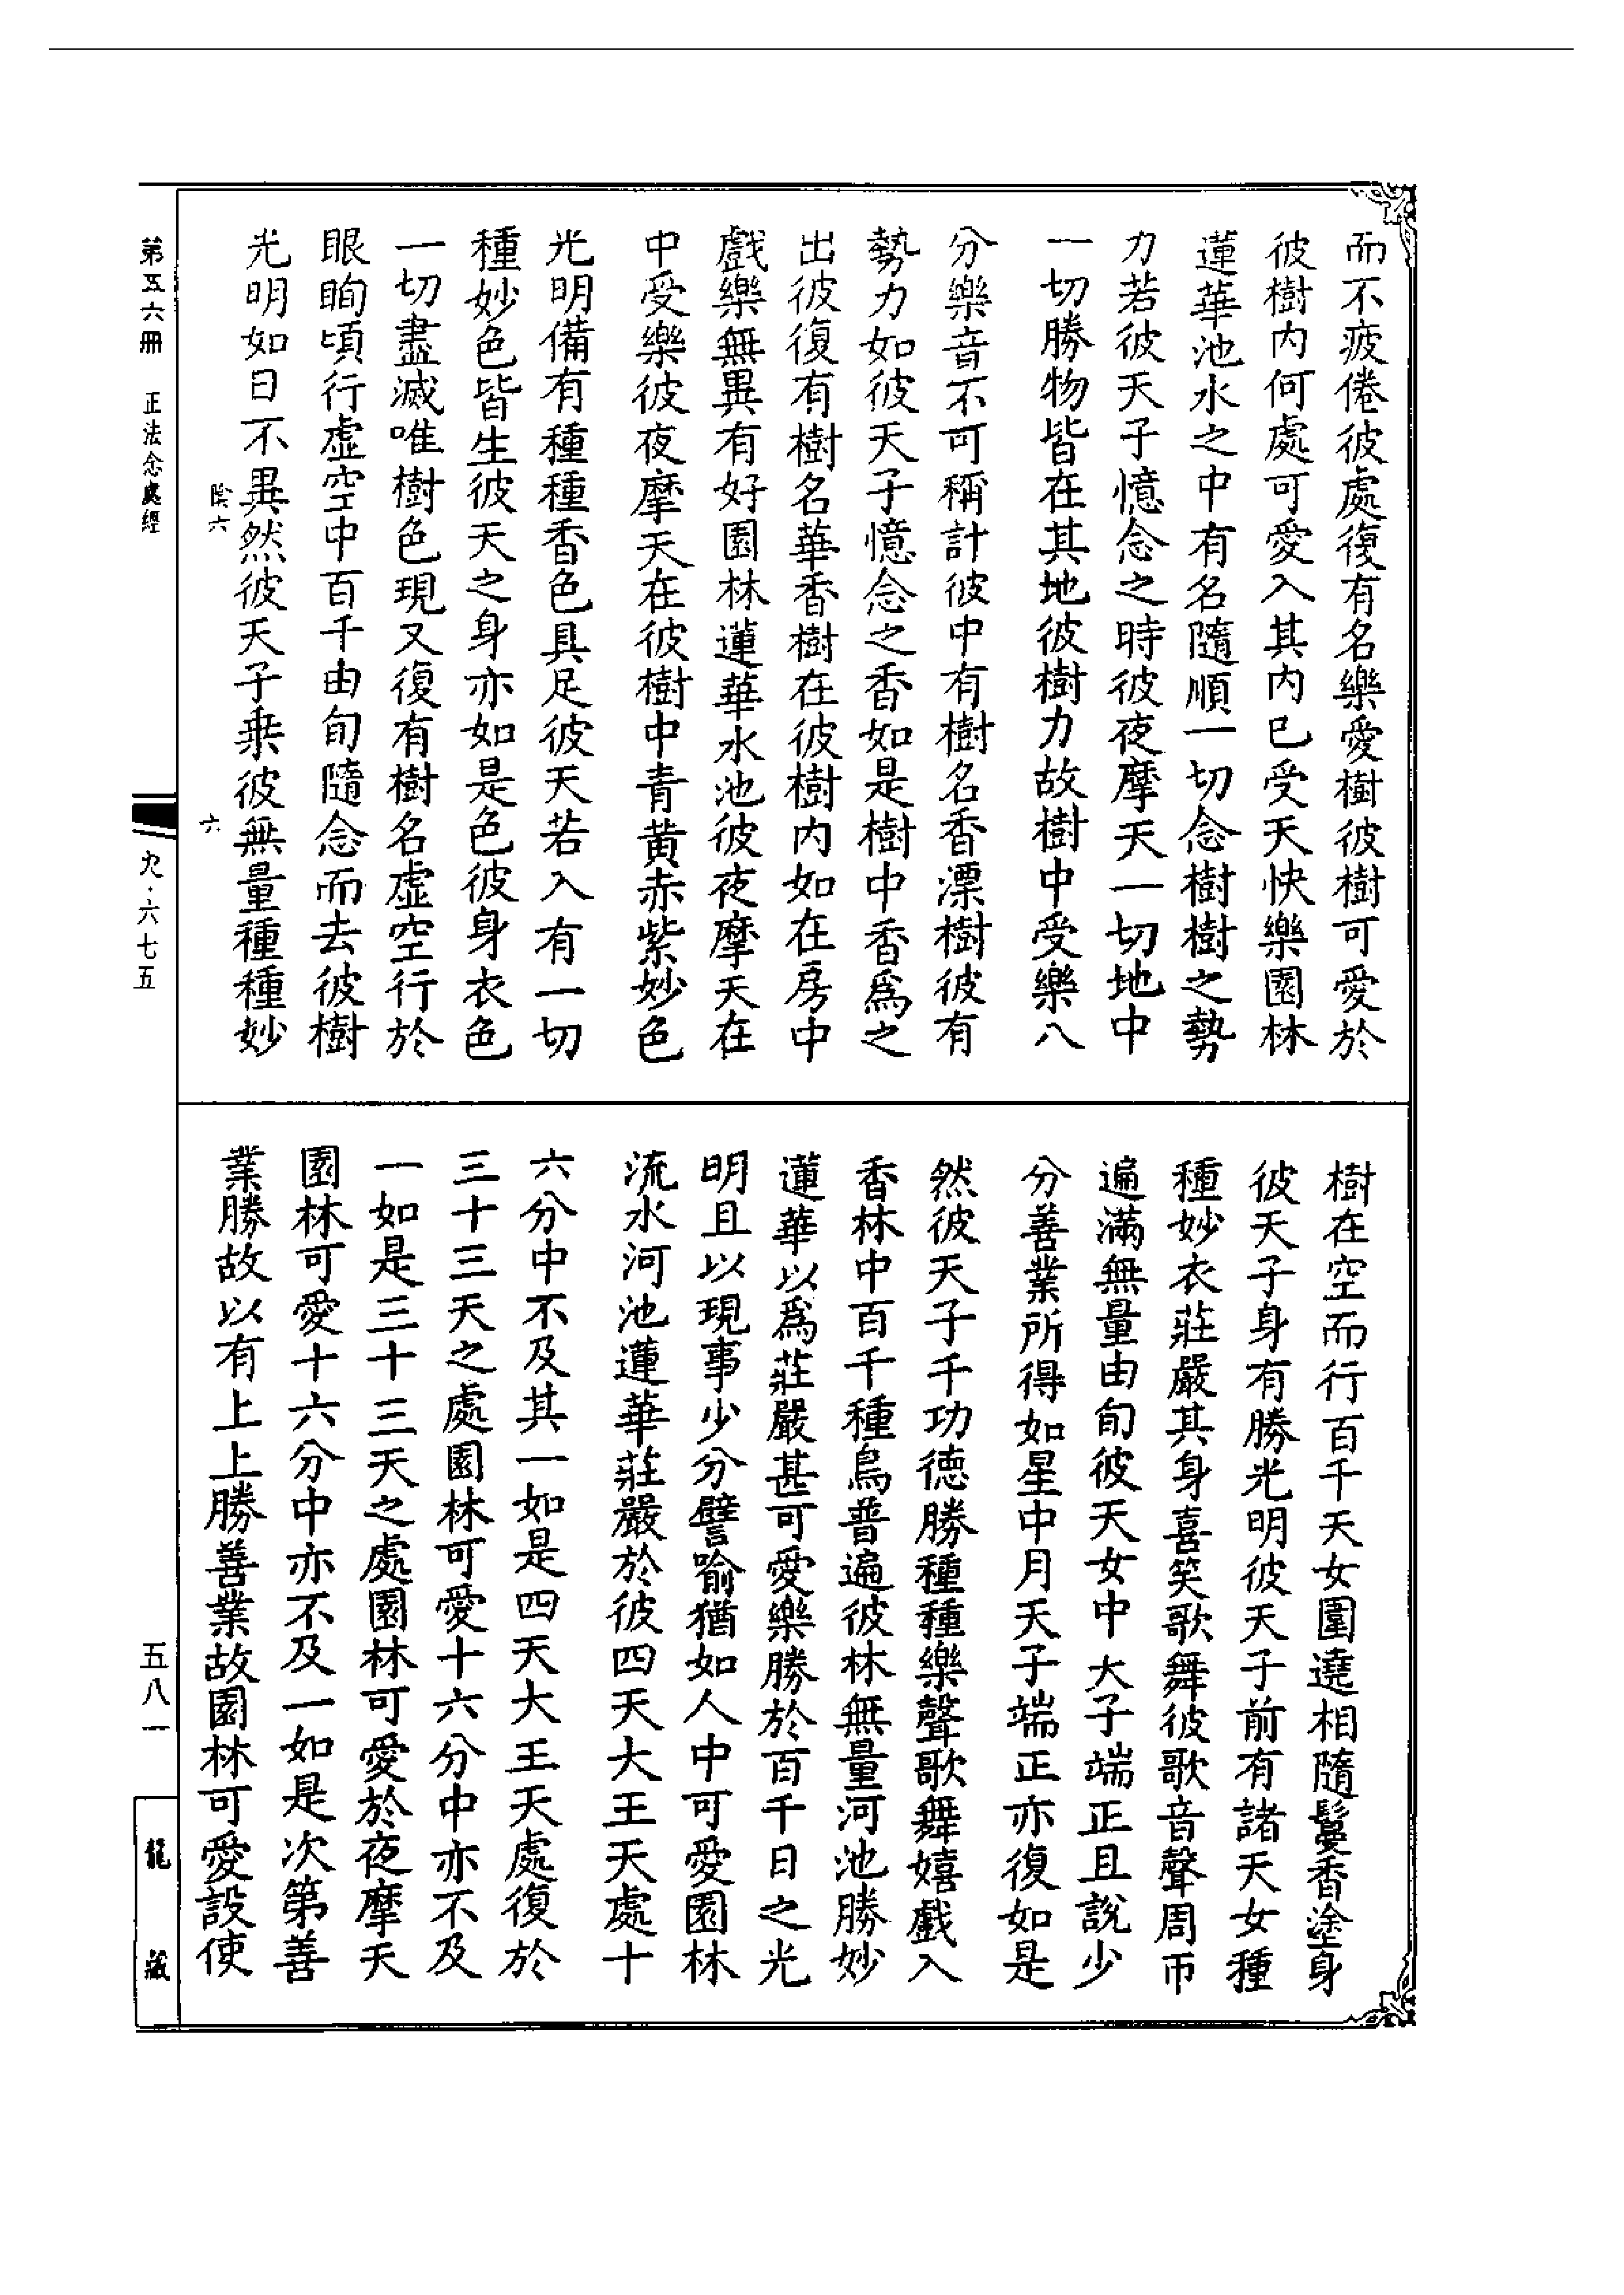 而不疲倦彼處復有名樂愛樹彼樹可愛於
彼樹內何處可愛入其內已受天快樂園林
蓮華池水之中有名隨順一切念樹樹之勢
力若彼天子憶念之時彼夜摩天一切地中
一切勝物皆在其地彼樹力故樹中受樂八
分樂音不可稱計彼中有樹名香漂樹彼有
勢力如彼天子憶念之香如是樹中香爲之
出彼復有樹名華香樹在彼樹內如在房中
戲樂無異有好園林蓮華水池彼夜摩天在
中受樂彼夜摩天在彼樹中青黃赤紫妙色
光明備有種種香色具足彼天若入有一切
種妙色皆生彼天之身亦如是色彼身衣色
一切盡滅唯樹色現又復有樹名虛空行於
眼眴頃行虛空中百千由旬隨念而去彼樹
光明如日不異然彼天子乘彼無量種種妙
陰六
六
樹在空而行百千天女圍遶相隨鬘香塗身
彼天子身有勝光明彼天子前有諸天女種
種妙衣莊嚴其身喜笑歌舞彼歌音聲周帀
遍滿無量由旬彼天女中大子端正且說少
分善業所得如星中月天子端正亦復如是
然彼天子千功德勝種種樂聲歌舞嬉戲入
香林中百千種鳥普遍彼林無量河池勝妙
蓮華以爲莊嚴甚可愛樂勝於百千日之光
明且以現事少分譬喻猶如人中可愛園林
流水河池蓮華莊嚴於彼四天大王天處十
六分中不及其一如是四天大王天處復於
三十三天之處園林可愛十六分中亦不及
一如是三十三天之處園林可愛於夜摩天
園林可愛十六分中亦不及一如是次第善
業勝故以有上上勝善業故園林可愛設使
第五六冊 正法念處經
九·六七五
五八一
龍藏